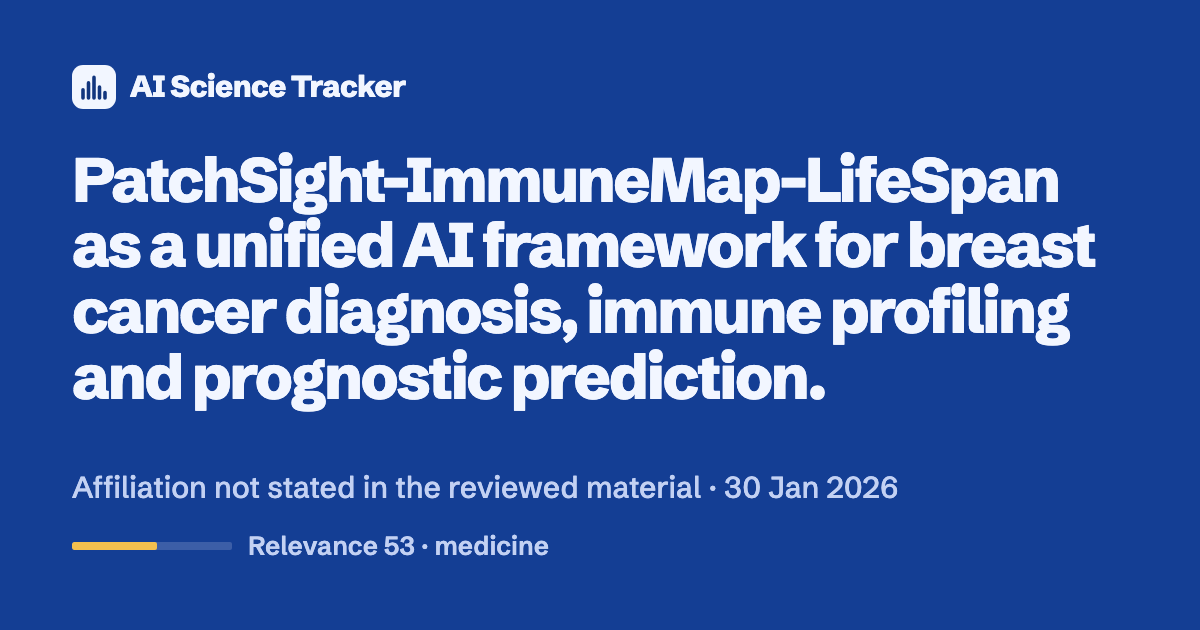 AI Science Tracker
PatchSight-ImmuneMap-LifeSpan
as a unified AI framework for breast
cancer diagnosis, immune profiling
and prognostic prediction.
Affiliation not stated in the reviewed material · 30 Jan 2026
Relevance 53 · medicine